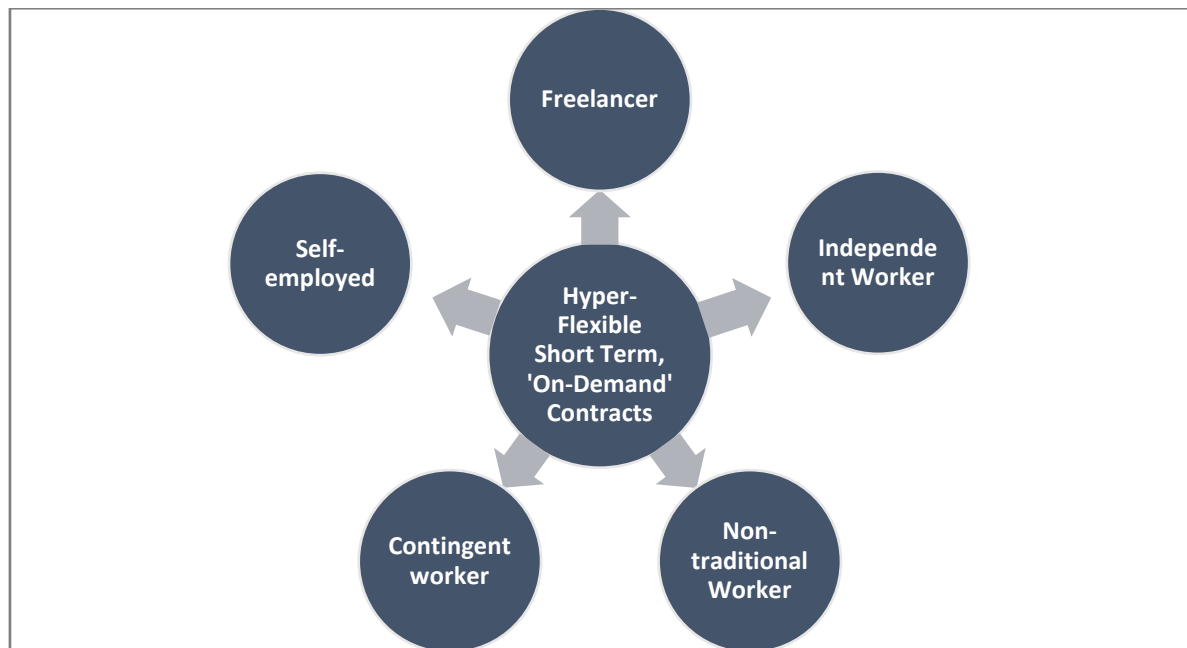 Freelancer
Self-
employed
Independe
nt Worker
Hyper-
Flexible
Short Term,
'On-Demand'
Contracts
Contingent
worker
Non-
traditional
Worker